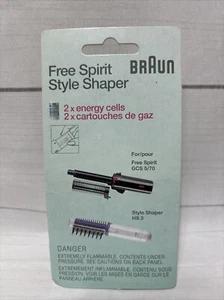 Free Spirit
Style Shaper
BRAUN
2 x energy cells
2 x cartouches de gaz
For/pour
Free Spirit
GCS 5/70
Style Shaper
HS 3
DANGER
EXTREMELY FLAMMABLE. CONTENTS UNDER
PRESSURE. SEE CAUTIONS ON BACK PANEL.
EXTREMEMENT INFLAMMABLE. CONTENU SOUS
PRESSION. VOIR LES MISES EN GARDE SUR LE
PANNEAU ARRIERE.